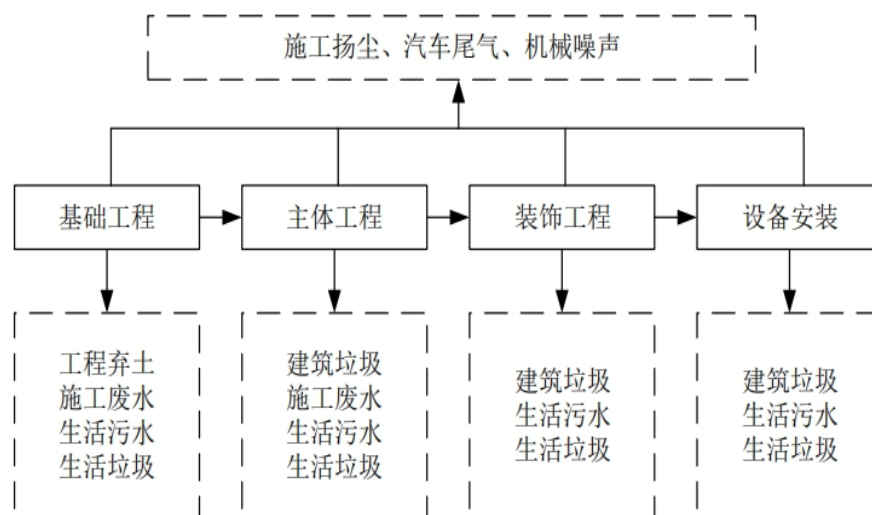 施工扬尘、汽车尾气、机械噪声
基础工程
主体工程
装饰工程
设备安装
工程弃土
施工废水
生活污水
生活垃圾
建筑垃圾
施工废水
生活污水
生活垃圾
建筑垃圾
生活污水
生活垃圾
建筑垃圾
生活污水
生活垃圾